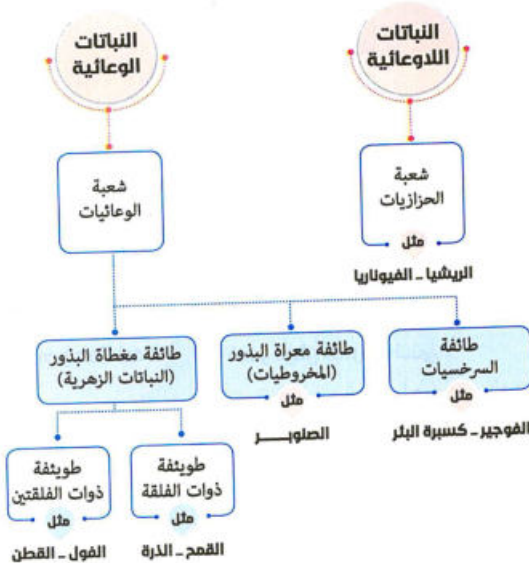 النباتات
اللاوعائية
النباتات
الوعائية
شعبة
الحزازيات
مثل
الريشيا – الفيوناريا
شعبة
الوعائيات
طائفة
السرخسيات
مثل
الفوجير – كسبرة البئر
طائفة معراة البذور
(المخروطيات)
مثل
الصنوبـــــر
طائفة مغطاة البذور
(النباتات الزهرية)
طويئفة
ذوات الفلقة
مثل
القمح – الذرة
طويئفة
ذوات الفلقتين
مثل
الفول – القطن